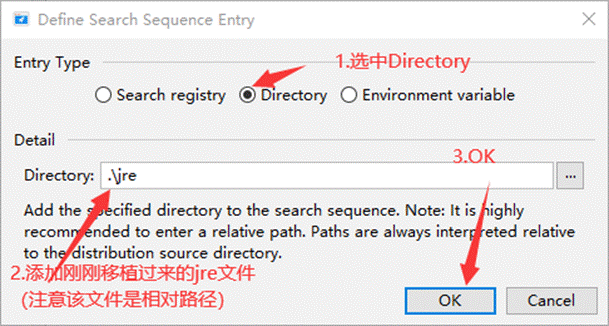 Define Search Sequence Entry
Entry Type
1.选中Directory
Search registry
Directory
Environment variable
Detail
3.OK
Directory:
.\jre
...
Add the specified directory to the search sequence. Note: It is highly
recommended to enter a relative path. Paths are always interpreted relative
to the distribution source directory.
2.添加刚刚移植过来的jre文件
(注意该文件是相对路径)
OK
Cancel